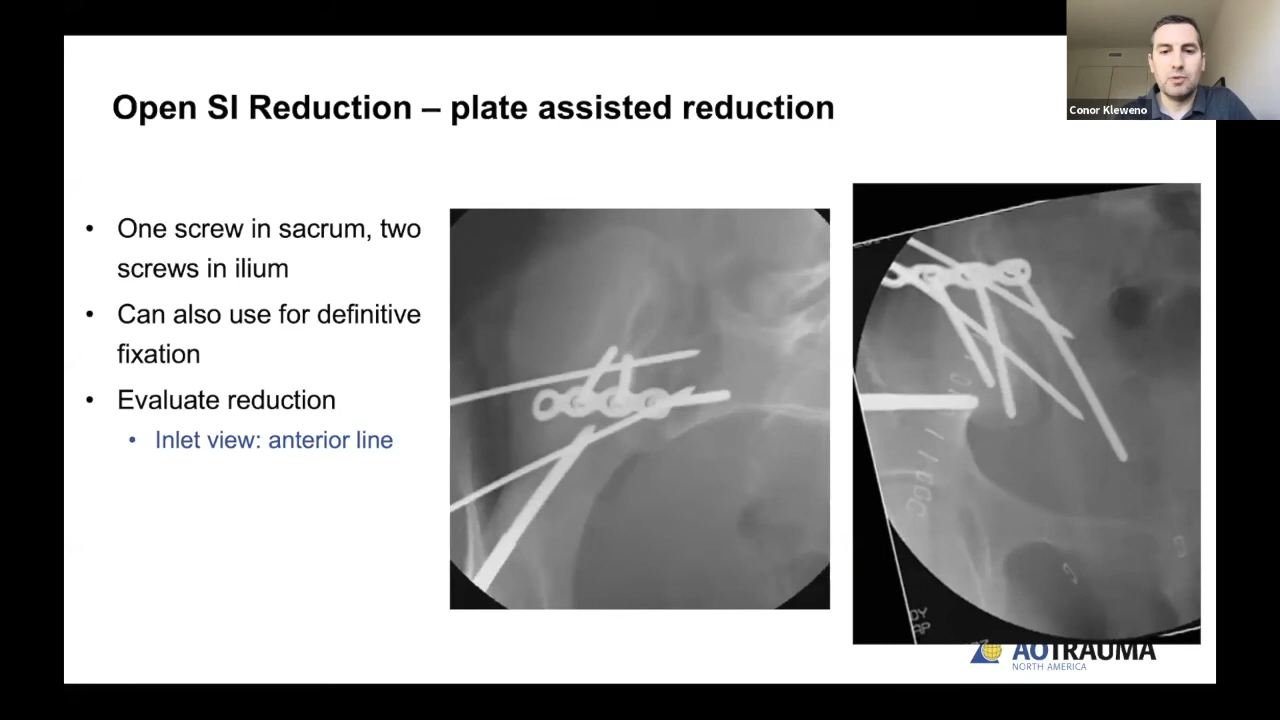 Conor Kleweno
Open SI Reduction – plate assisted reduction
• One screw in sacrum, two
screws in ilium
• Can also use for definitive
fixation
• Evaluate reduction
• Inlet view: anterior line
AOTRAUMA
NORTH AMERICA